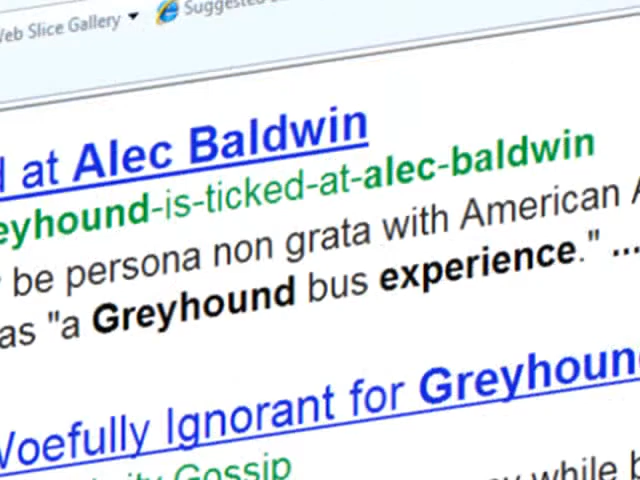 Web Slice Gallery
Suggested
at Alec Baldwin
eyhound-is-ticked-at-alec-baldwin
be persona non grata with American A
as "a Greyhound bus experience." ...
Woefully Ignorant for Greyhoun
Gossip
while b